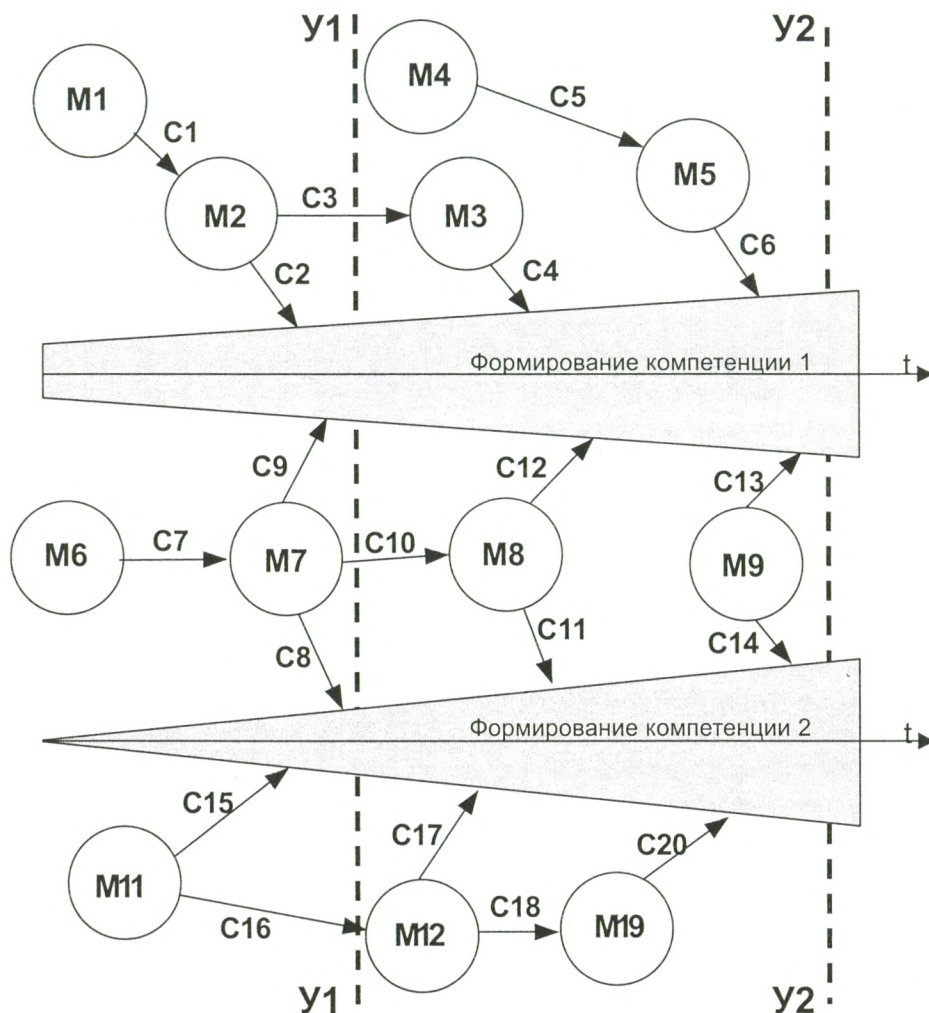 У1
У2
М1
М4
С1
С5
М2
С3
М3
М5
С2
С4
С6
Формирование компетенции 1
t
С9
С12
С13
М6
С7
М7
С10
М8
М9
С8
С11
С14
Формирование компетенции 2
t
С15
С17
С20
М11
С16
М12
С18
М19
У1
У2